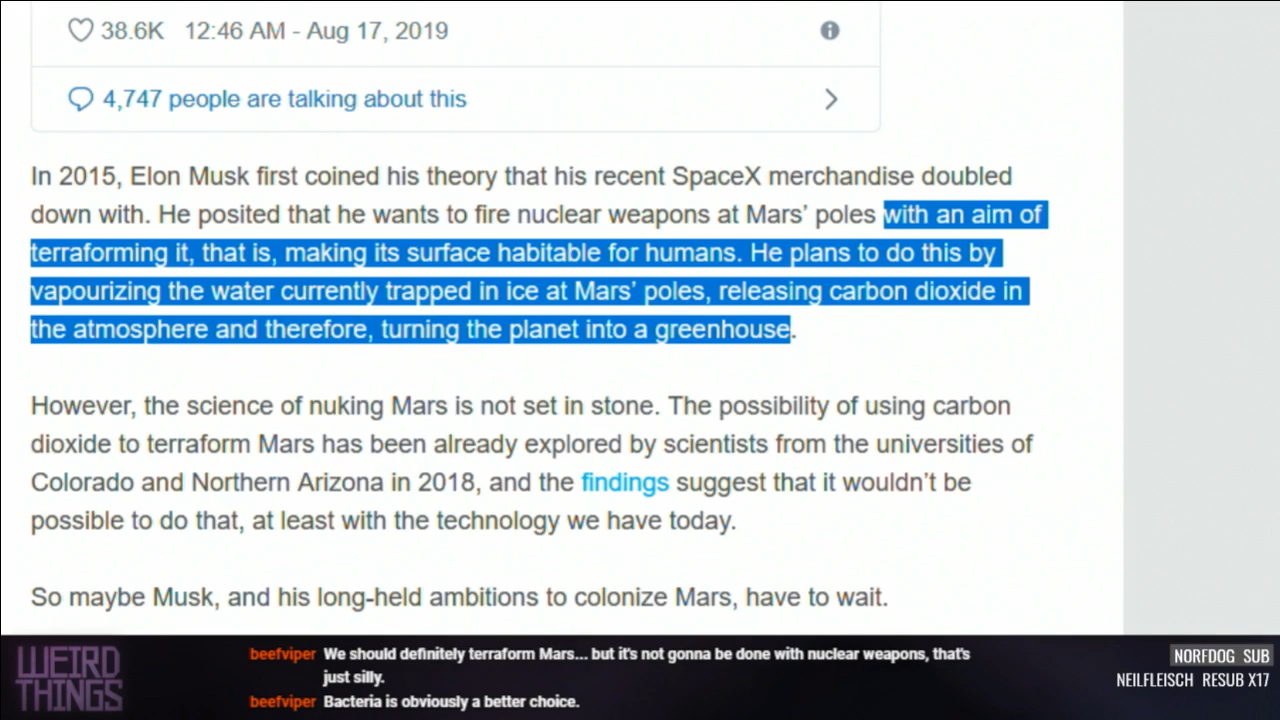 38.6K 12:46 AM - Aug 17, 2019
4,747 people are talking about this
In 2015, Elon Musk first coined his theory that his recent SpaceX merchandise doubled
down with. He posited that he wants to fire nuclear weapons at Mars’ poles with an aim of
terraforming it, that is, making its surface habitable for humans. He plans to do this by
vapourizing the water currently trapped in ice at Mars’ poles, releasing carbon dioxide in
the atmosphere and therefore, turning the planet into a greenhouse.
However, the science of nuking Mars is not set in stone. The possibility of using carbon
dioxide to terraform Mars has been already explored by scientists from the universities of
Colorado and Northern Arizona in 2018, and the findings suggest that it wouldn’t be
possible to do that, at least with the technology we have today.
So maybe Musk, and his long-held ambitions to colonize Mars, have to wait.
WEIRD
THINGS
beefviper We should definitely terraform Mars... but it's not gonna be done with nuclear weapons, that's
just silly.
beefviper Bacteria is obviously a better choice.
NORFDOG SUB
NEILFLEISCH RESUB X17